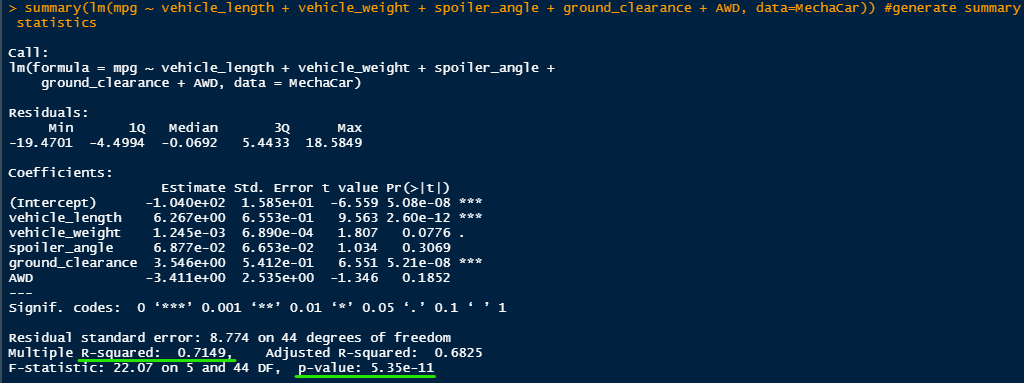 > summary(lm(mpg ~ vehicle_length + vehicle_weight + spoiler_angle + ground_clearance + AWD, data=MechaCar)) #generate summary
 statistics

Call:
lm(formula = mpg ~ vehicle_length + vehicle_weight + spoiler_angle +
    ground_clearance + AWD, data = MechaCar)

Residuals:
     Min       1Q   Median       3Q      Max
-19.4701  -4.4994  -0.0692   5.4433  18.5849

Coefficients:
                   Estimate Std. Error t value Pr(>|t|)
(Intercept)      -1.040e+02  1.585e+01  -6.559 5.08e-08 ***
vehicle_length    6.267e+00  6.553e-01   9.563 2.60e-12 ***
vehicle_weight    1.245e-03  6.890e-04   1.807   0.0776 .
spoiler_angle     6.877e-02  6.653e-02   1.034   0.3069
ground_clearance  3.546e+00  5.412e-01   6.551 5.21e-08 ***
AWD              -3.411e+00  2.535e+00  -1.346   0.1852
---
Signif. codes:  0 ‘***’ 0.001 ‘**’ 0.01 ‘*’ 0.05 ‘.’ 0.1 ‘ ’ 1

Residual standard error: 8.774 on 44 degrees of freedom
Multiple R-squared:  0.7149,    Adjusted R-squared:  0.6825
F-statistic: 22.07 on 5 and 44 DF,  p-value: 5.35e-11